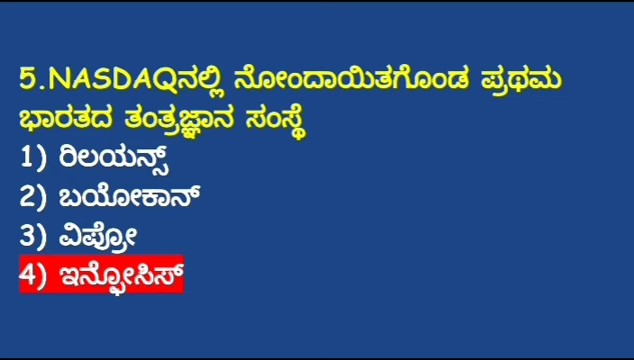 5.NASDAQನಲ್ಲಿ ನೋಂದಾಯಿತಗೊಂಡ ಪ್ರಥಮ
ಭಾರತದ ತಂತ್ರಜ್ಞಾನ ಸಂಸ್ಥೆ
1) ರಿಲಯನ್ಸ್
2) ಬಯೋಕಾನ್
3) ವಿಪ್ರೋ
4) ಇನ್ಫೋಸಿಸ್